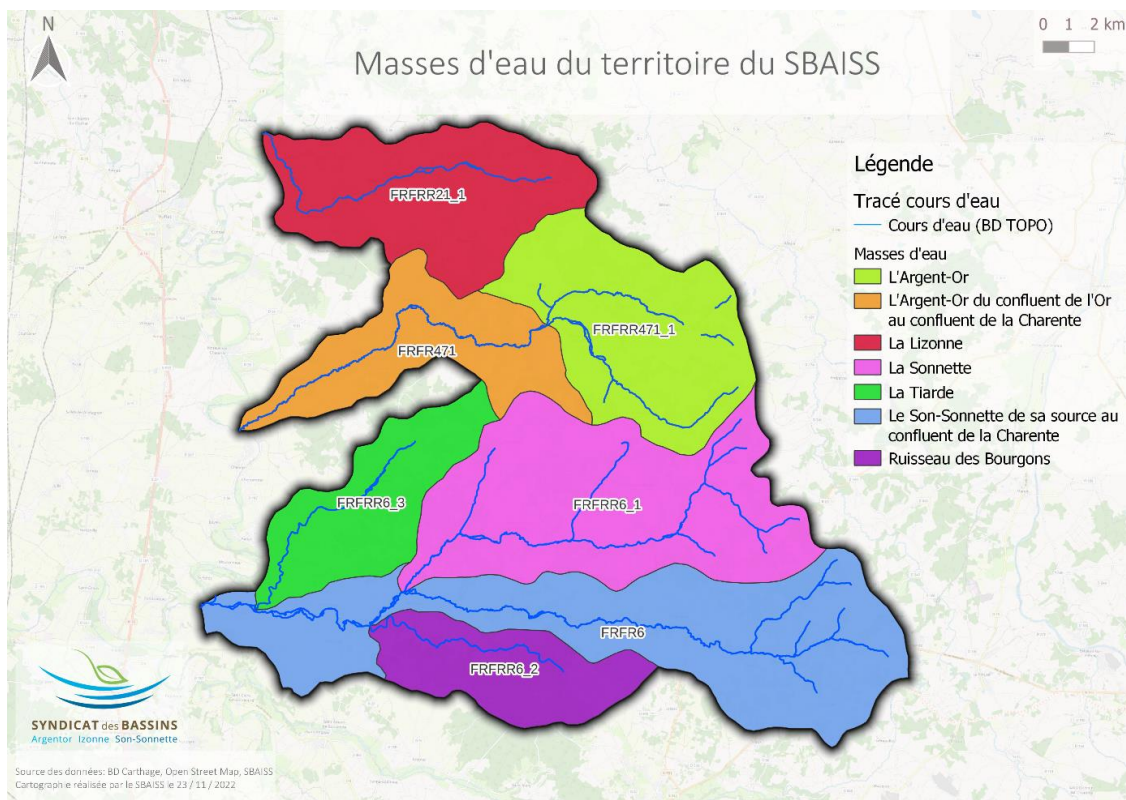 N
0 1 2 km
Masses d'eau du territoire du SBAISS
Légende
Tracé cours d'eau
Cours d'eau (BD TOPO)
Masses d'eau
L'Argent-Or
L'Argent-Or du confluent de l'Or
au confluent de la Charente
La Lizonne
La Sonnette
La Tiarde
Le Son-Sonnette de sa source au
confluent de la Charente
Ruisseau des Bourgons
FRFRR21_1
FRFRR471_1
FRFR471
FRFRR6_3
FRFRR6_1
FRFR6
FRFRR6_2
SYNDICAT des BASSINS
Argentor Izonne Son-Sonnette
Source des données: BD Carthage, Open Street Map, SBAISS
Cartographie réalisée par le SBAISS le 23 / 11 / 2022